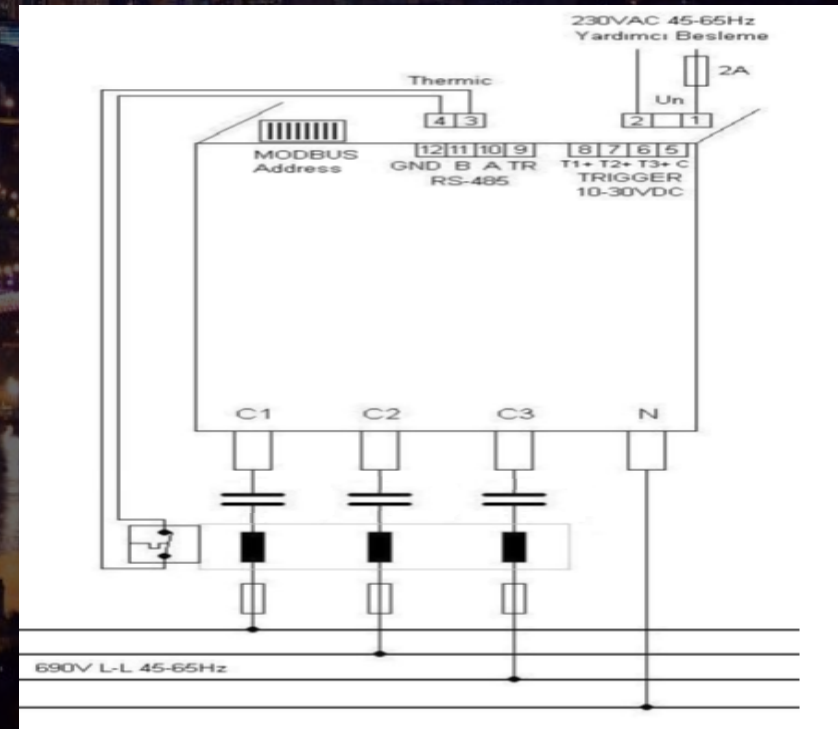 230VAC 45-65Hz
Yardımcı Besleme
2A
Thermic
Un
4 3
2 1
MODBUS
Address
12 11 10 9
GND B A TR
RS-485
8 7 6 5
T1+ T2+ T3+ C
TRIGGER
10-30VDC
C1 C2 C3 N
690V L-L 45-65Hz